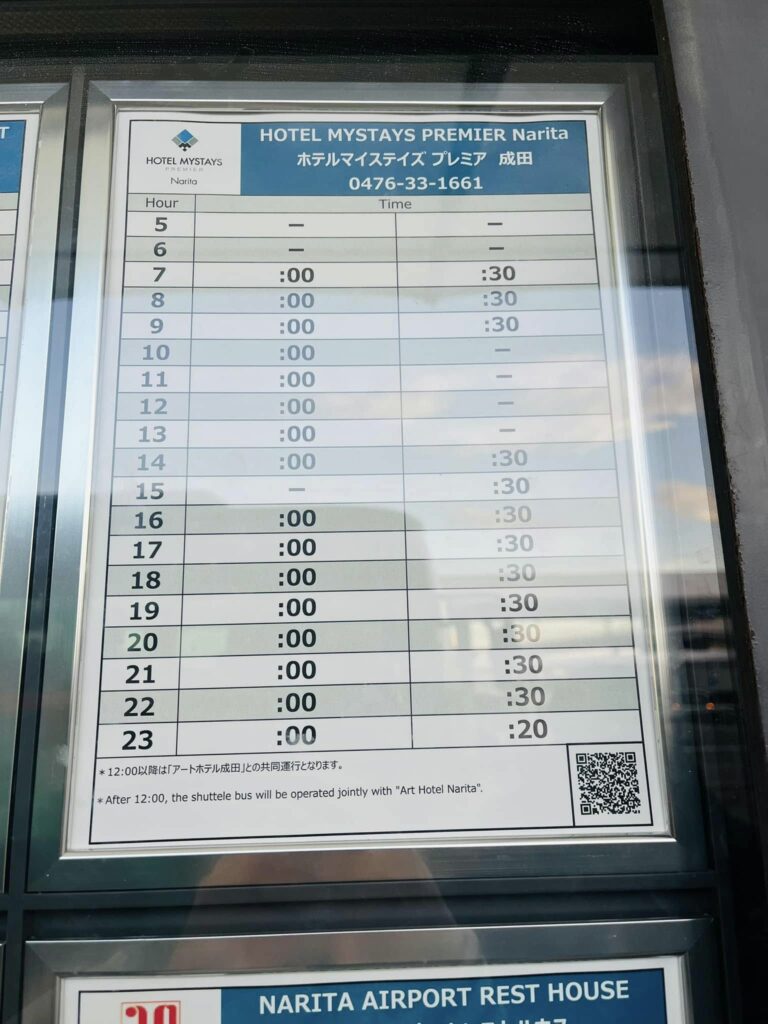 T
HOTEL MYSTAYS
PREMIER
Narita
HOTEL MYSTAYS PREMIER Narita
ホテルマイステイズ プレミア 成田
0476-33-1661
Hour Time
5 – –
6 – –
7 :00 :30
8 :00 :30
9 :00 :30
10 :00 –
11 :00 –
12 :00 –
13 :00 –
14 :00 :30
15 – :30
16 :00 :30
17 :00 :30
18 :00 :30
19 :00 :30
20 :00 :30
21 :00 :30
22 :00 :30
23 :00 :20
*12:00以降は「アートホテル成田」との共同運行となります。
*After 12:00, the shuttele bus will be operated jointly with "Art Hotel Narita".
NARITA AIRPORT REST HOUSE